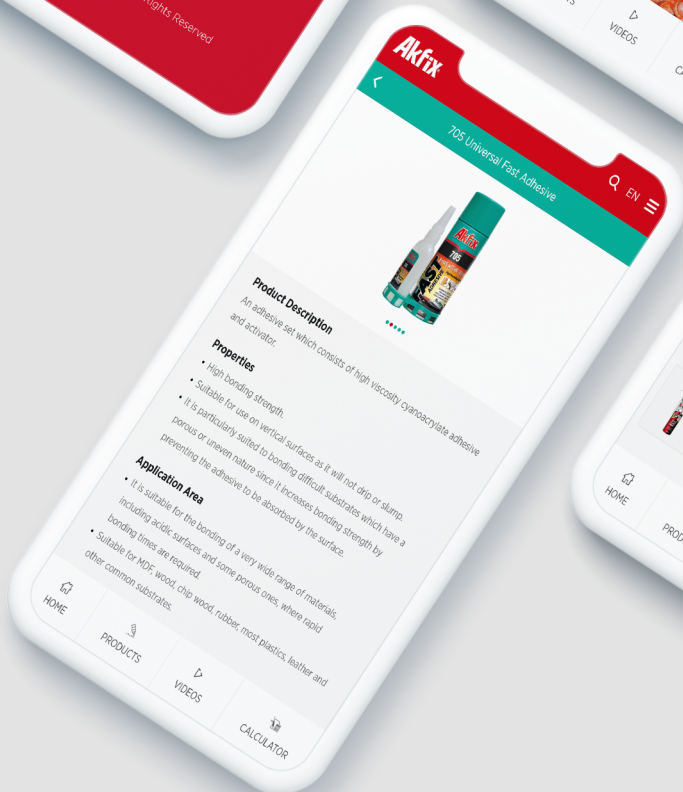 Rights Reserved
VIDEOS
Akfix
EN
705 Universal Fast Adhesive
Akfix
705
FAST
ADHESIVE
Product Description
An adhesive set which consists of high viscosity cyanoacrylate adhesive
and activator.
Properties
• High bonding strength.
• Suitable for use on vertical surfaces as it will not drip or slump.
• It is particularly suited to bonding difficult substrates which have a
porous or uneven nature since it increases bonding strength by
preventing the adhesive to be absorbed by the surface.
Application Area
• It is suitable for the bonding of a very wide range of materials,
including acidic surfaces and some porous ones, where rapid
bonding times are required.
• Suitable for MDF, wood, chip wood, rubber, most plastics, leather and
other common substrates.
HOME
PRODUCTS
VIDEOS
CALCULATOR
HOME
PROD